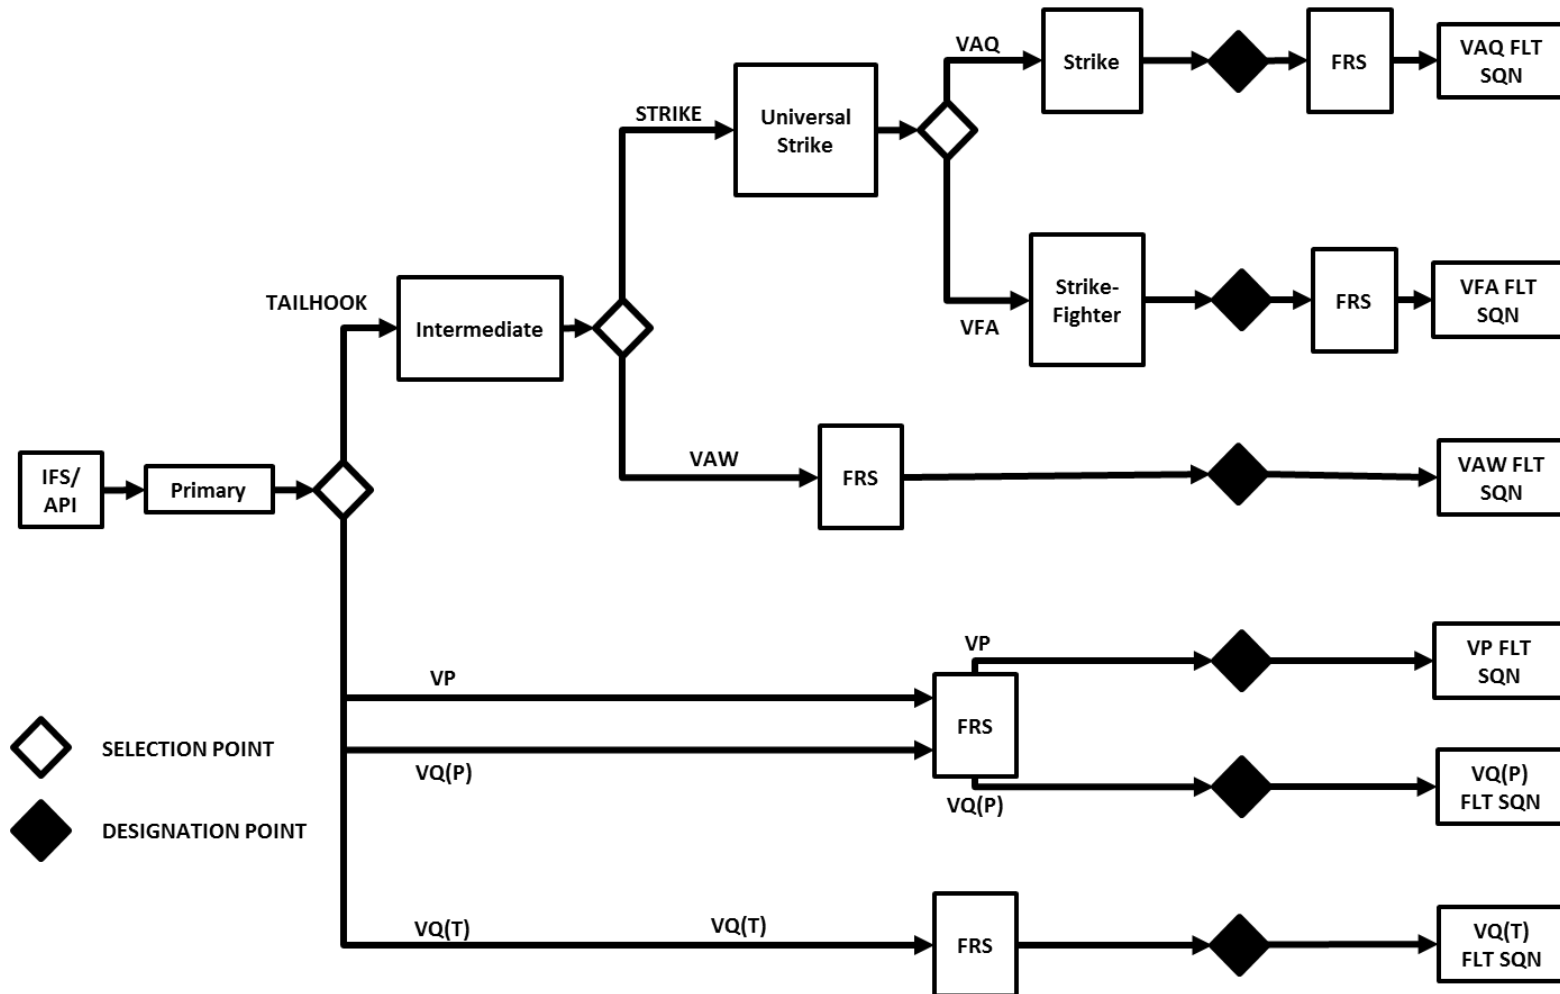 VAQ
Strike
FRS
VAQ FLT
SQN
STRIKE
Universal
Strike
TAILHOOK
Intermediate
VFA
Strike-
Fighter
FRS
VFA FLT
SQN
IFS/
API
Primary
VAW
FRS
VAW FLT
SQN
VP
VP
FRS
VP FLT
SQN
VQ(P)
VQ(P)
VQ(P)
FLT SQN
SELECTION POINT
DESIGNATION POINT
VQ(T)
VQ(T)
FRS
VQ(T)
FLT SQN